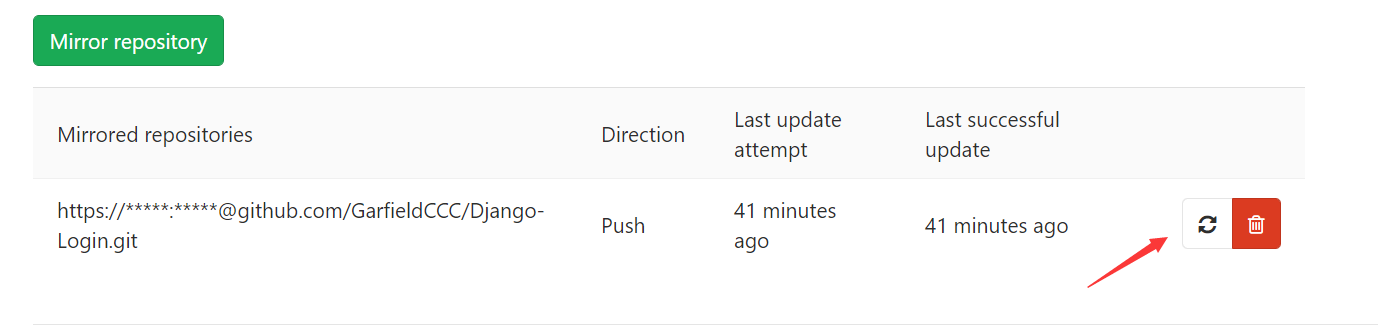 Mirror repository
Mirrored repositories
Direction
Last update
attempt
Last successful
update
https://*****:*****@github.com/GarfieldCCC/Django-
Login.git
Push
41 minutes
ago
41 minutes ago